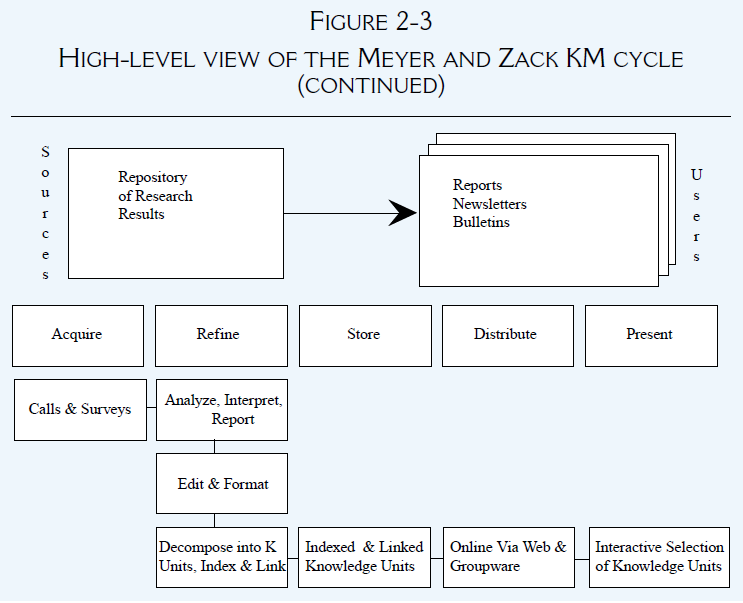 FIGURE 2-3
HIGH-LEVEL VIEW OF THE MEYER AND ZACK KM CYCLE
(CONTINUED)
Sources
Repository
of Research
Results
Reports
Newsletters
Bulletins
Users
Acquire
Refine
Store
Distribute
Present
Calls & Surveys
Analyze, Interpret,
Report
Edit & Format
Decompose into K
Units, Index & Link
Indexed & Linked
Knowledge Units
Online Via Web &
Groupware
Interactive Selection
of Knowledge Units